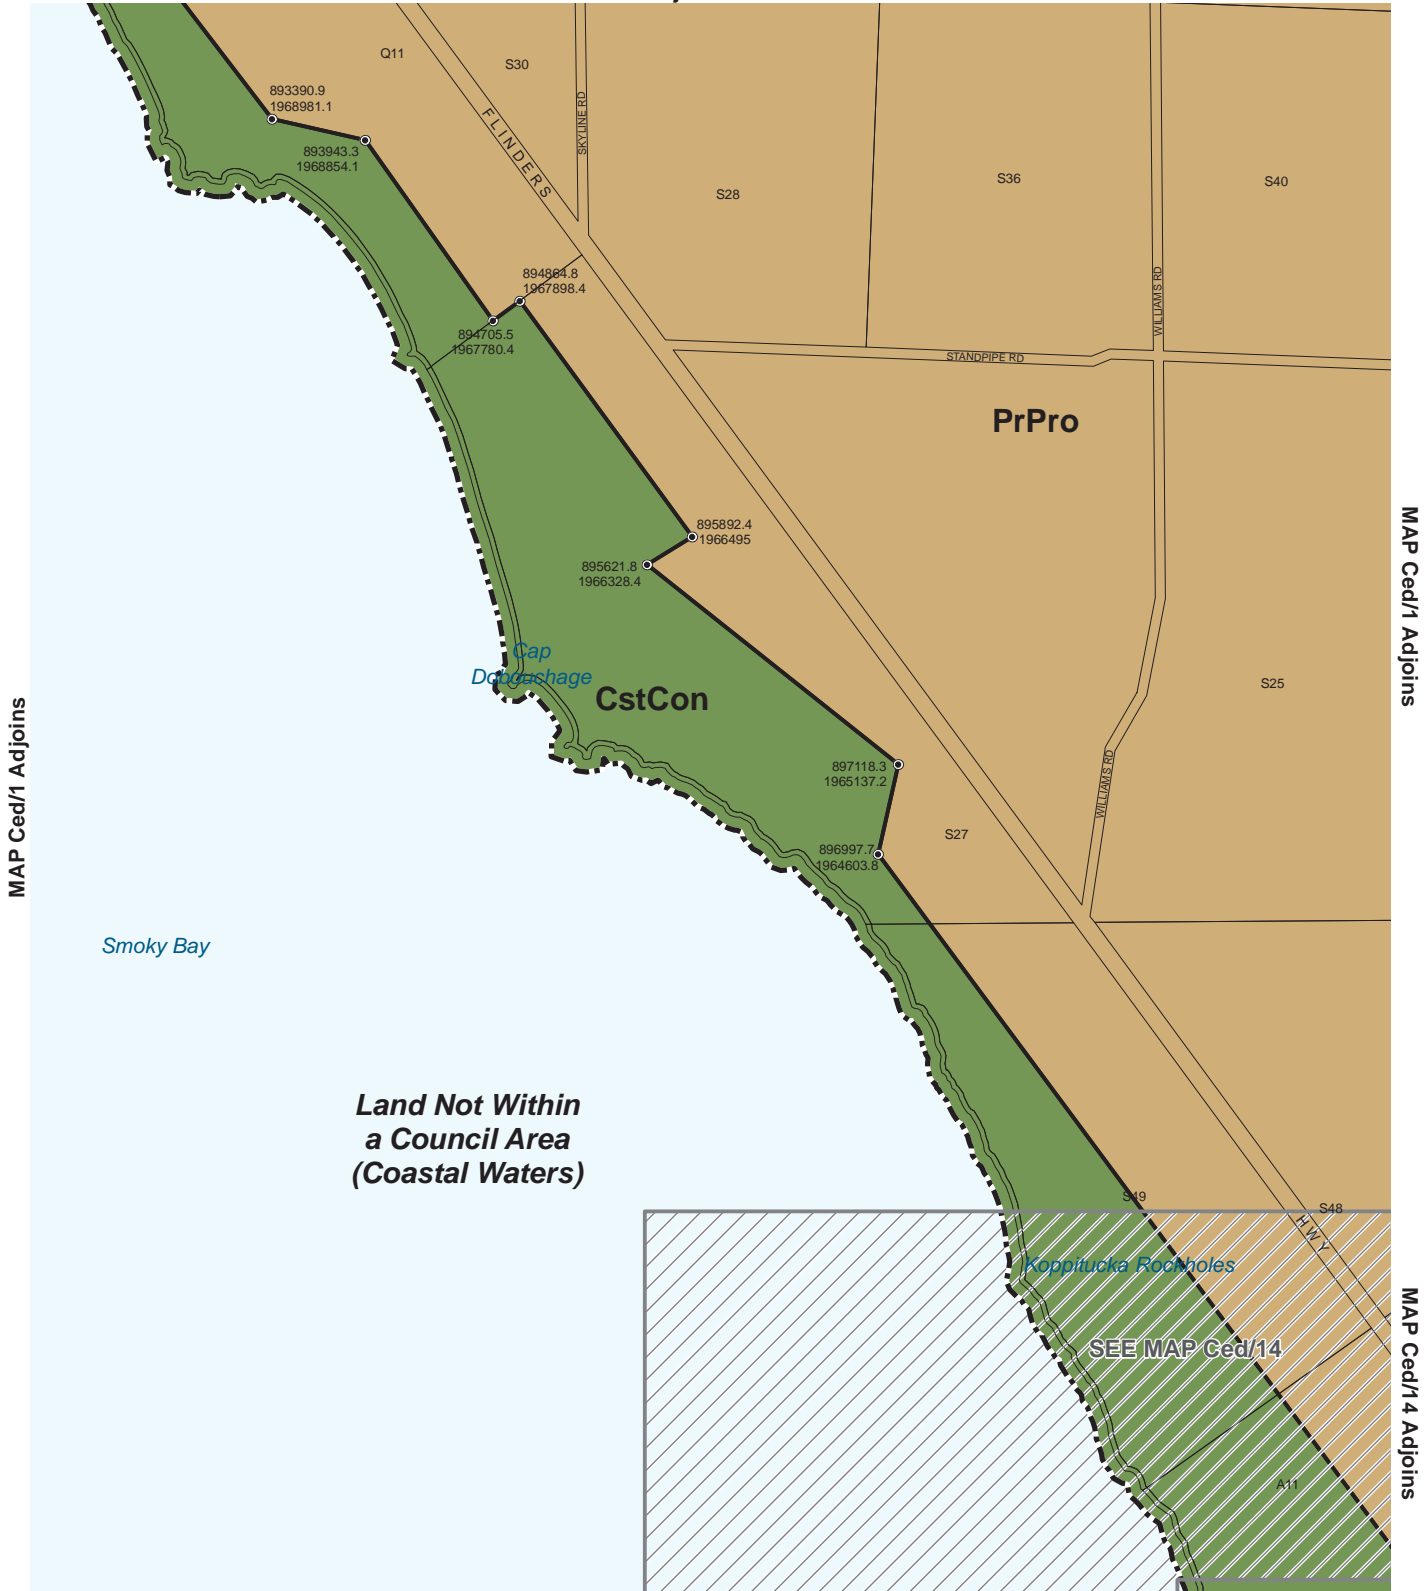 Q11
S30
893390.9
1968981.1
SKYLINE RD
FLINDERS
893943.3
1968854.1
S28
S36
S40
894864.8
1967898.4
WILLIAMS RD
894705.5
1967780.4
STANDPIPE RD
PrPro
895892.4
1966495
895621.8
1966328.4
MAP Ced/1 Adjoins
Cap
Dobouchage
CstCon
S25
MAP Ced/1 Adjoins
897118.3
1965137.2
WILLIAMS RD
S27
896997.7
1964603.8
Smoky Bay
Land Not Within
a Council Area
(Coastal Waters)
S49
S48
HWY
Koppitucka Rockholes
SEE MAP Ced/14
MAP Ced/14 Adjoins
A11